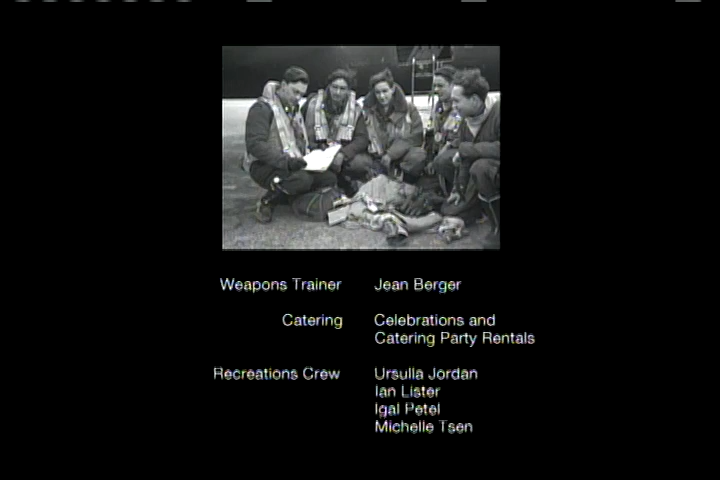 Weapons Trainer Jean Berger
Catering Celebrations and
Catering Party Rentals
Recreations Crew Ursulla Jordan
Ian Lister
Igal Petel
Michelle Tsen